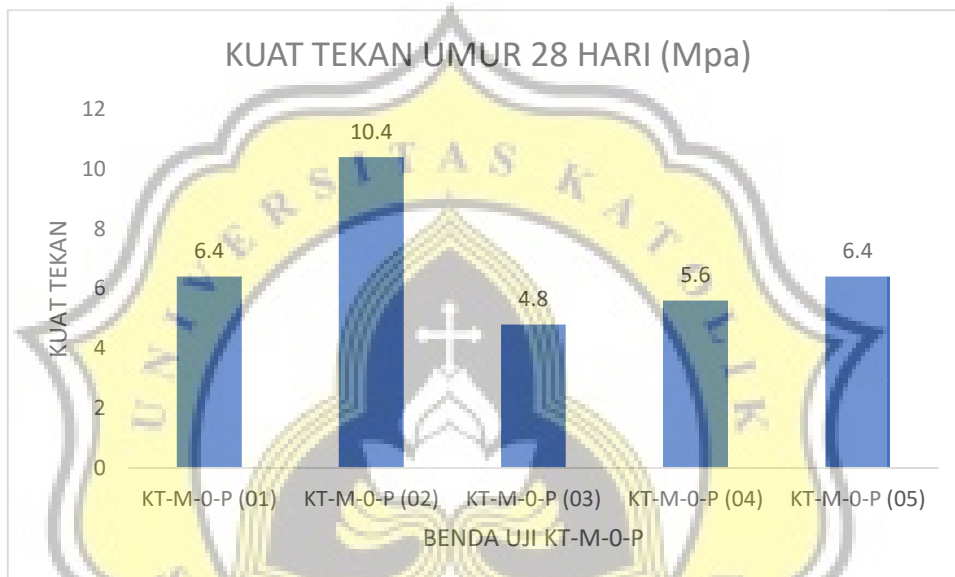 KUAT TEKAN UMUR 28 HARI (Mpa)
12
10
8
6
4
2
0
KUAT TEKAN
6.4
10.4
4.8
5.6
6.4
KT-M-0-P (01) KT-M-0-P (02) KT-M-0-P (03) KT-M-0-P (04) KT-M-0-P (05)
BENDA UJI KT-M-0-P
UNIVERSITAS KATOLIK